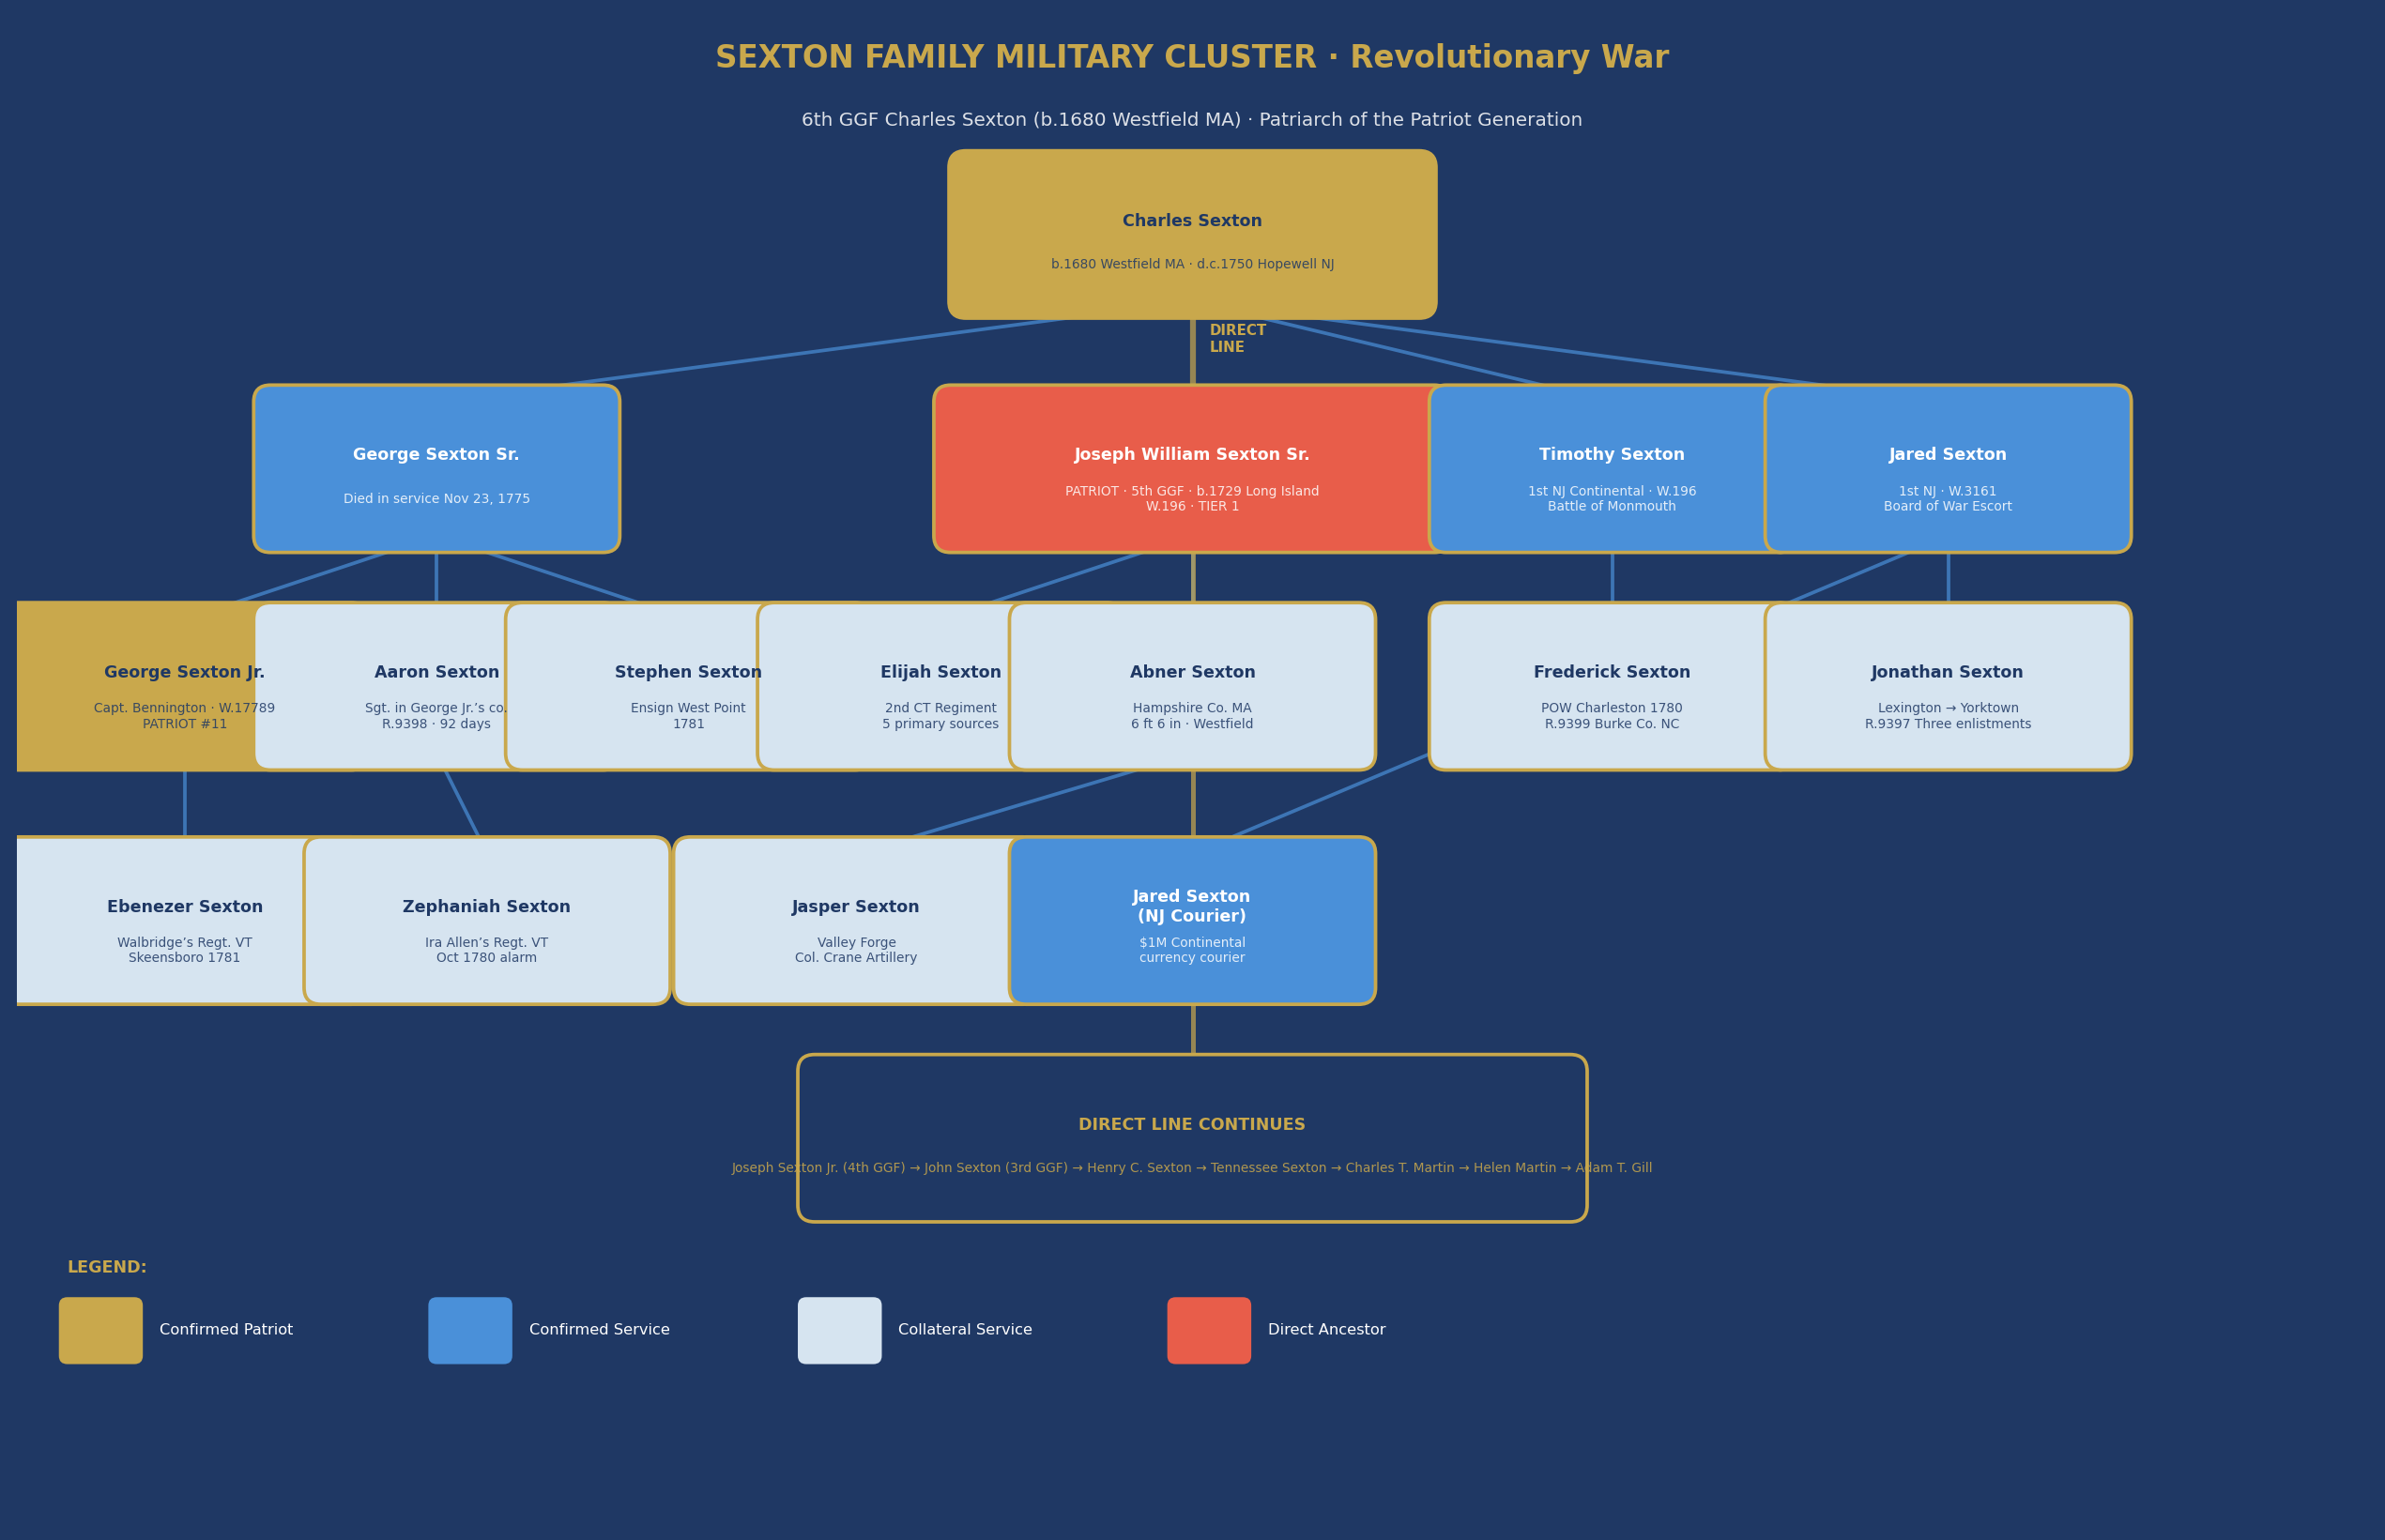 SEXTON FAMILY MILITARY CLUSTER · Revolutionary War
6th GGF Charles Sexton (b.1680 Westfield MA) · Patriarch of the Patriot Generation
Charles Sexton
b.1680 Westfield MA · d.c.1750 Hopewell NJ
DIRECT
LINE
George Sexton Sr.
Died in service Nov 23, 1775
Joseph William Sexton Sr.
PATRIOT · 5th GGF · b.1729 Long Island
W.196 · TIER 1
Timothy Sexton
1st NJ Continental · W.196
Battle of Monmouth
Jared Sexton
1st NJ · W.3161
Board of War Escort
George Sexton Jr.
Capt. Bennington · W.17789
PATRIOT #11
Aaron Sexton
Sgt. in George Jr.’s co.
R.9398 · 92 days
Stephen Sexton
Ensign West Point
1781
Elijah Sexton
2nd CT Regiment
5 primary sources
Abner Sexton
Hampshire Co. MA
6 ft 6 in · Westfield
Frederick Sexton
POW Charleston 1780
R.9399 Burke Co. NC
Jonathan Sexton
Lexington → Yorktown
R.9397 Three enlistments
Ebenezer Sexton
Walbridge’s Regt. VT
Skeensboro 1781
Zephaniah Sexton
Ira Allen’s Regt. VT
Oct 1780 alarm
Jasper Sexton
Valley Forge
Col. Crane Artillery
Jared Sexton
(NJ Courier)
$1M Continental
currency courier
DIRECT LINE CONTINUES
Joseph Sexton Jr. (4th GGF) → John Sexton (3rd GGF) → Henry C. Sexton → Tennessee Sexton → Charles T. Martin → Helen Martin → Adam T. Gill
LEGEND:
Confirmed Patriot
Confirmed Service
Collateral Service
Direct Ancestor